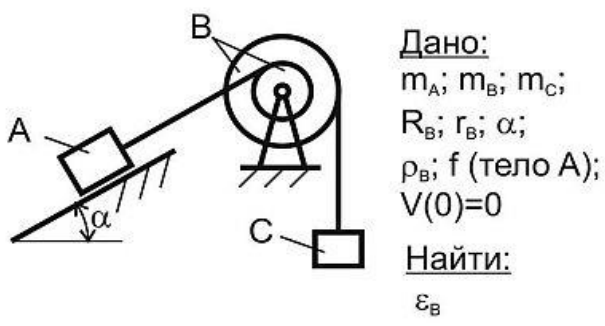 B
A
α
C
Дано:
m_A; m_B; m_C;
R_B; r_B; α;
ρ_B; f (тело А);
V(0)=0
Найти:
ε_B